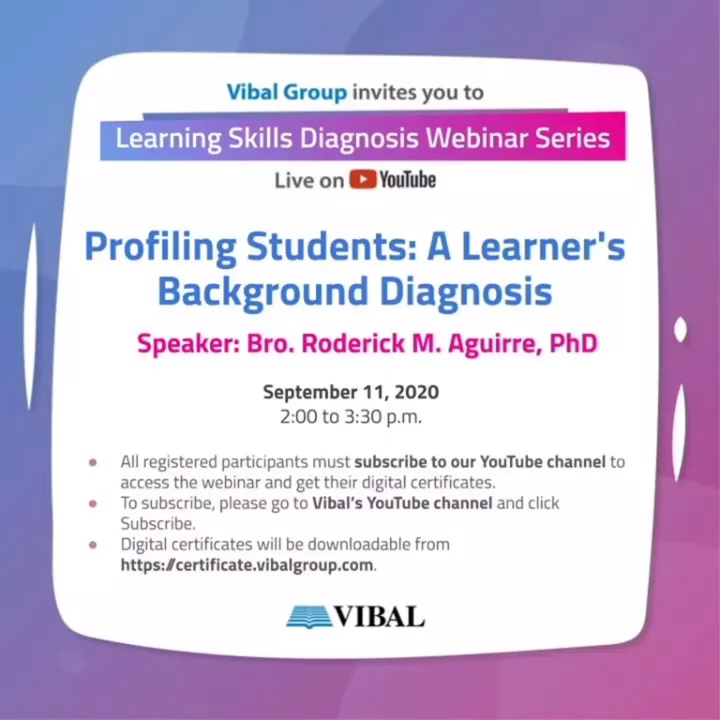 Vibal Group invites you to
Learning Skills Diagnosis Webinar Series
Live on YouTube
Profiling Students: A Learner's
Background Diagnosis
Speaker: Bro. Roderick M. Aguirre, PhD
September 11, 2020
2:00 to 3:30 p.m.
• All registered participants must subscribe to our YouTube channel to
access the webinar and get their digital certificates.
• To subscribe, please go to Vibal's YouTube channel and click
Subscribe.
• Digital certificates will be downloadable from
https://certificate.vibalgroup.com.
VIBAL